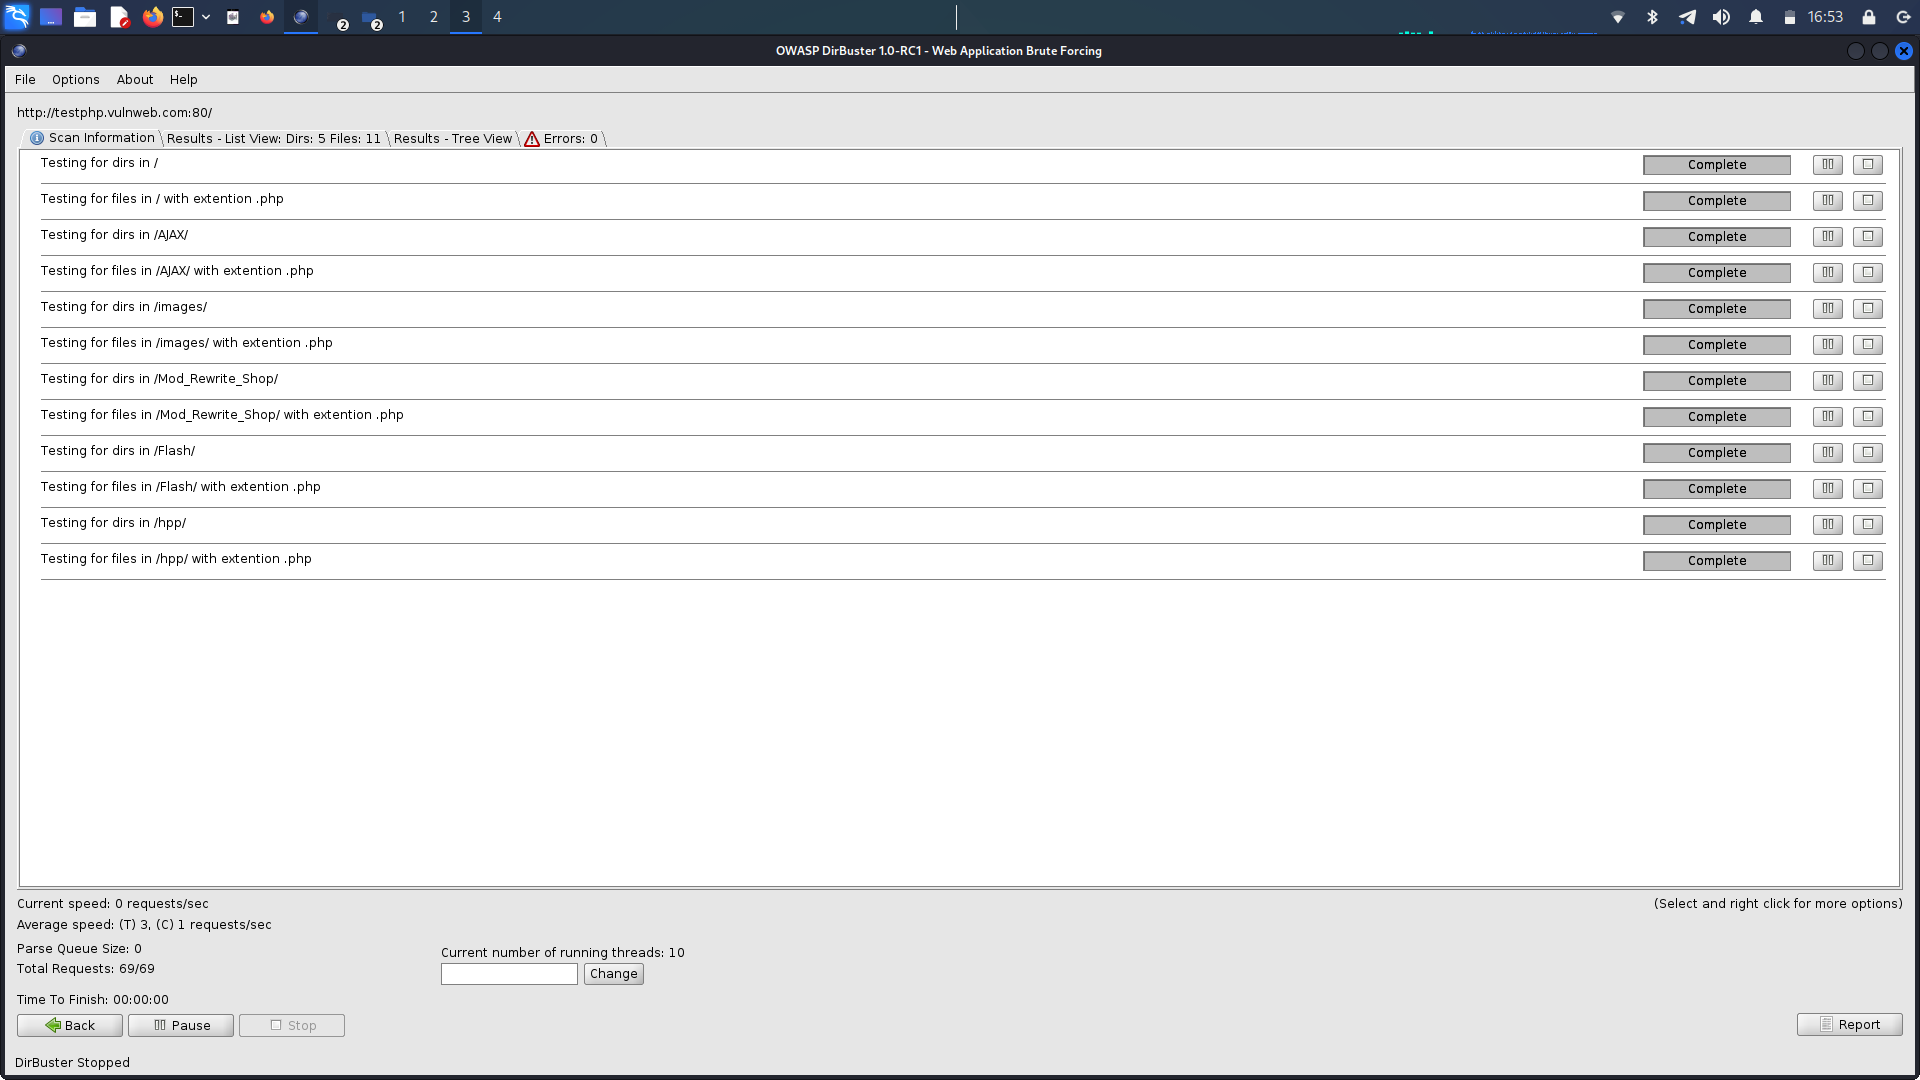 1 2 3 4 16:53
2 2
OWASP DirBuster 1.0-RC1 - Web Application Brute Forcing
File Options About Help
http://testphp.vulnweb.com:80/
Scan Information Results - List View: Dirs: 5 Files: 11 Results - Tree View Errors: 0
Testing for dirs in / Complete
Testing for files in / with extention .php Complete
Testing for dirs in /AJAX/ Complete
Testing for files in /AJAX/ with extention .php Complete
Testing for dirs in /images/ Complete
Testing for files in /images/ with extention .php Complete
Testing for dirs in /Mod_Rewrite_Shop/ Complete
Testing for files in /Mod_Rewrite_Shop/ with extention .php Complete
Testing for dirs in /Flash/ Complete
Testing for files in /Flash/ with extention .php Complete
Testing for dirs in /hpp/ Complete
Testing for files in /hpp/ with extention .php Complete
Current speed: 0 requests/sec (Select and right click for more options)
Average speed: (T) 3, (C) 1 requests/sec
Parse Queue Size: 0
Current number of running threads: 10
Total Requests: 69/69
Change
Time To Finish: 00:00:00
Back Pause Stop Report
DirBuster Stopped